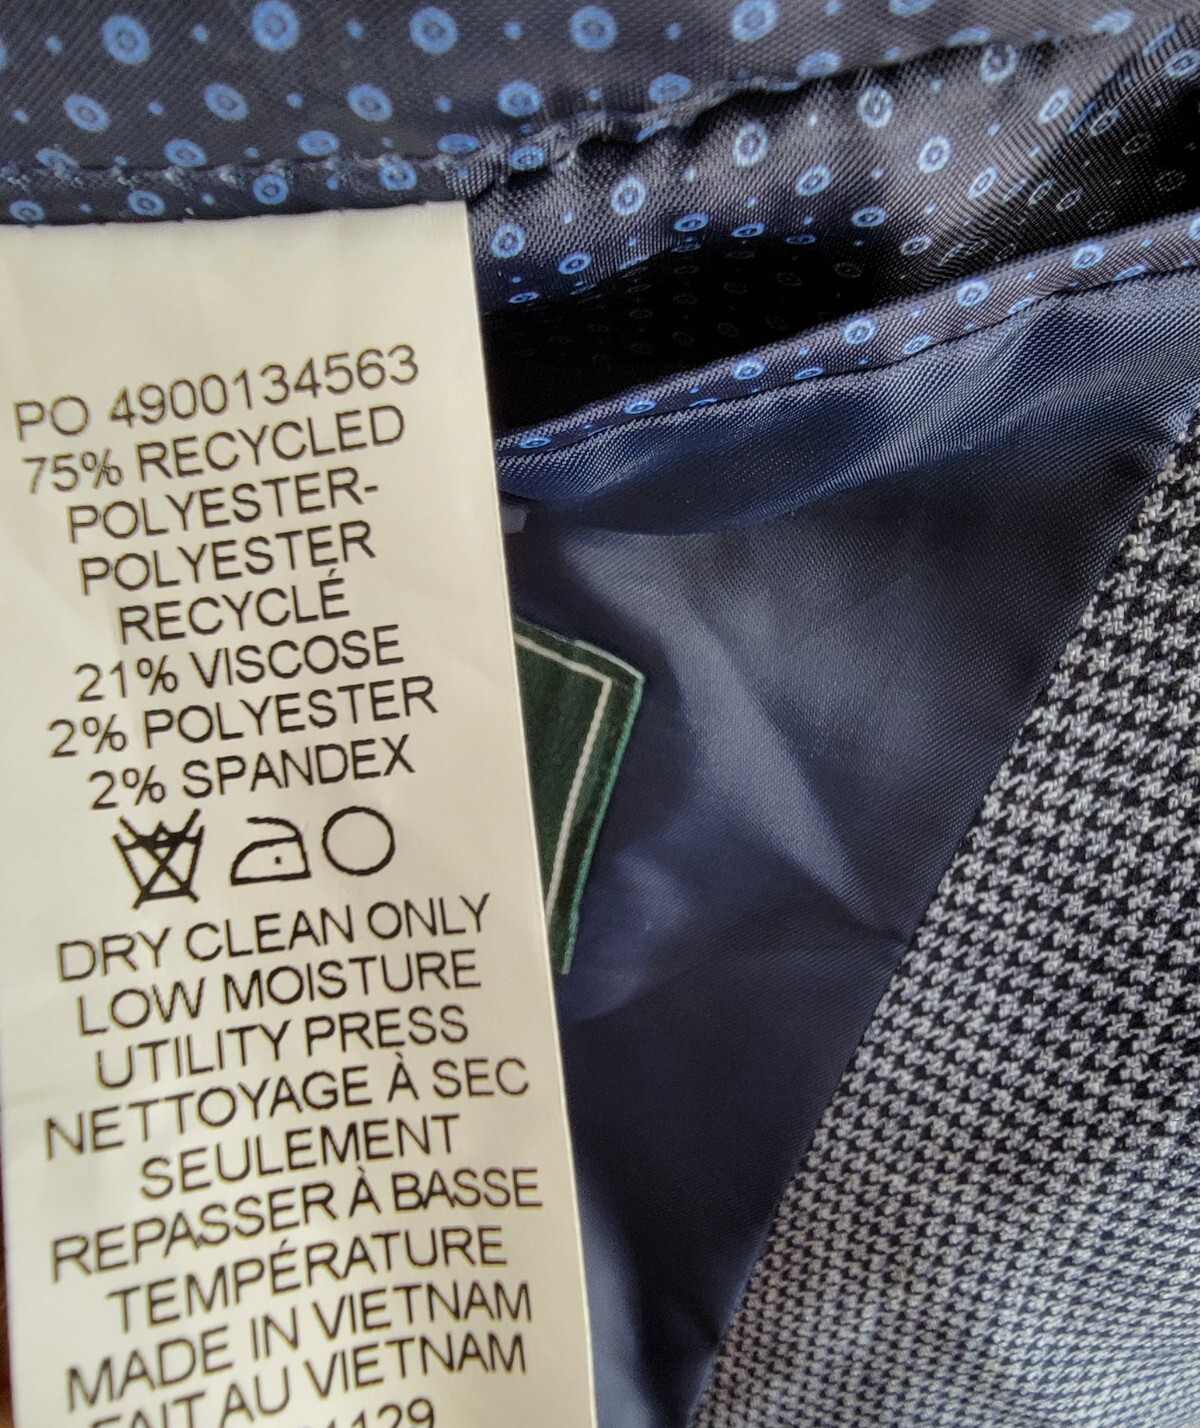 PO 4900134563
75% RECYCLED
POLYESTER-
POLYESTER
RECYCLÉ
21% VISCOSE
2% POLYESTER
2% SPANDEX
DRY CLEAN ONLY
LOW MOISTURE
UTILITY PRESS
NETTOYAGE À SEC
SEULEMENT
REPASSER À BASSE
TEMPÉRATURE
MADE IN VIETNAM
FAIT AU VIETNAM